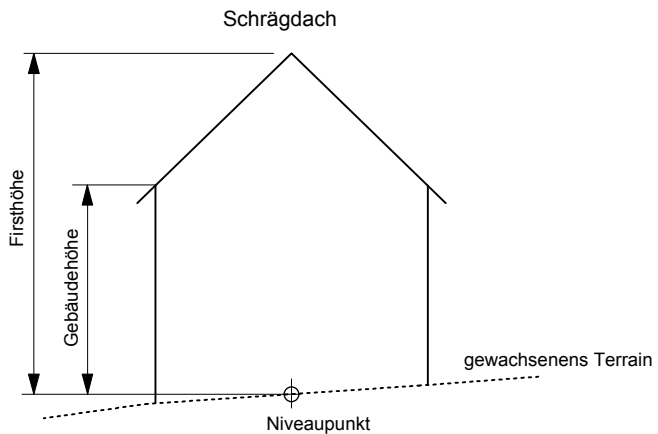 Schrägdach
Firsthöhe
Gebäudehöhe
gewachsenens Terrain
Niveaupunkt